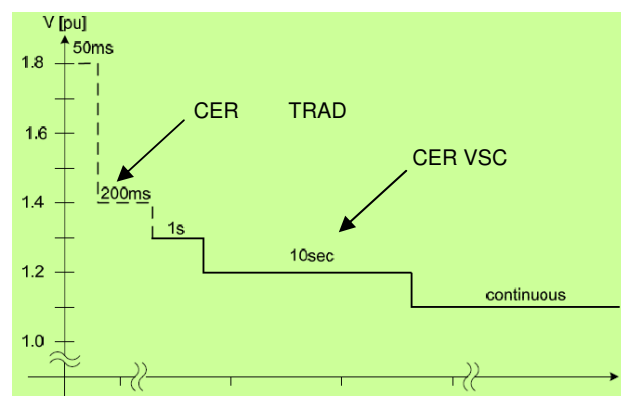 V [pu]
50ms
1.8
CER TRAD
1.6
CER VSC
200ms
1.4
1s
10sec
1.2
continuous
1.0